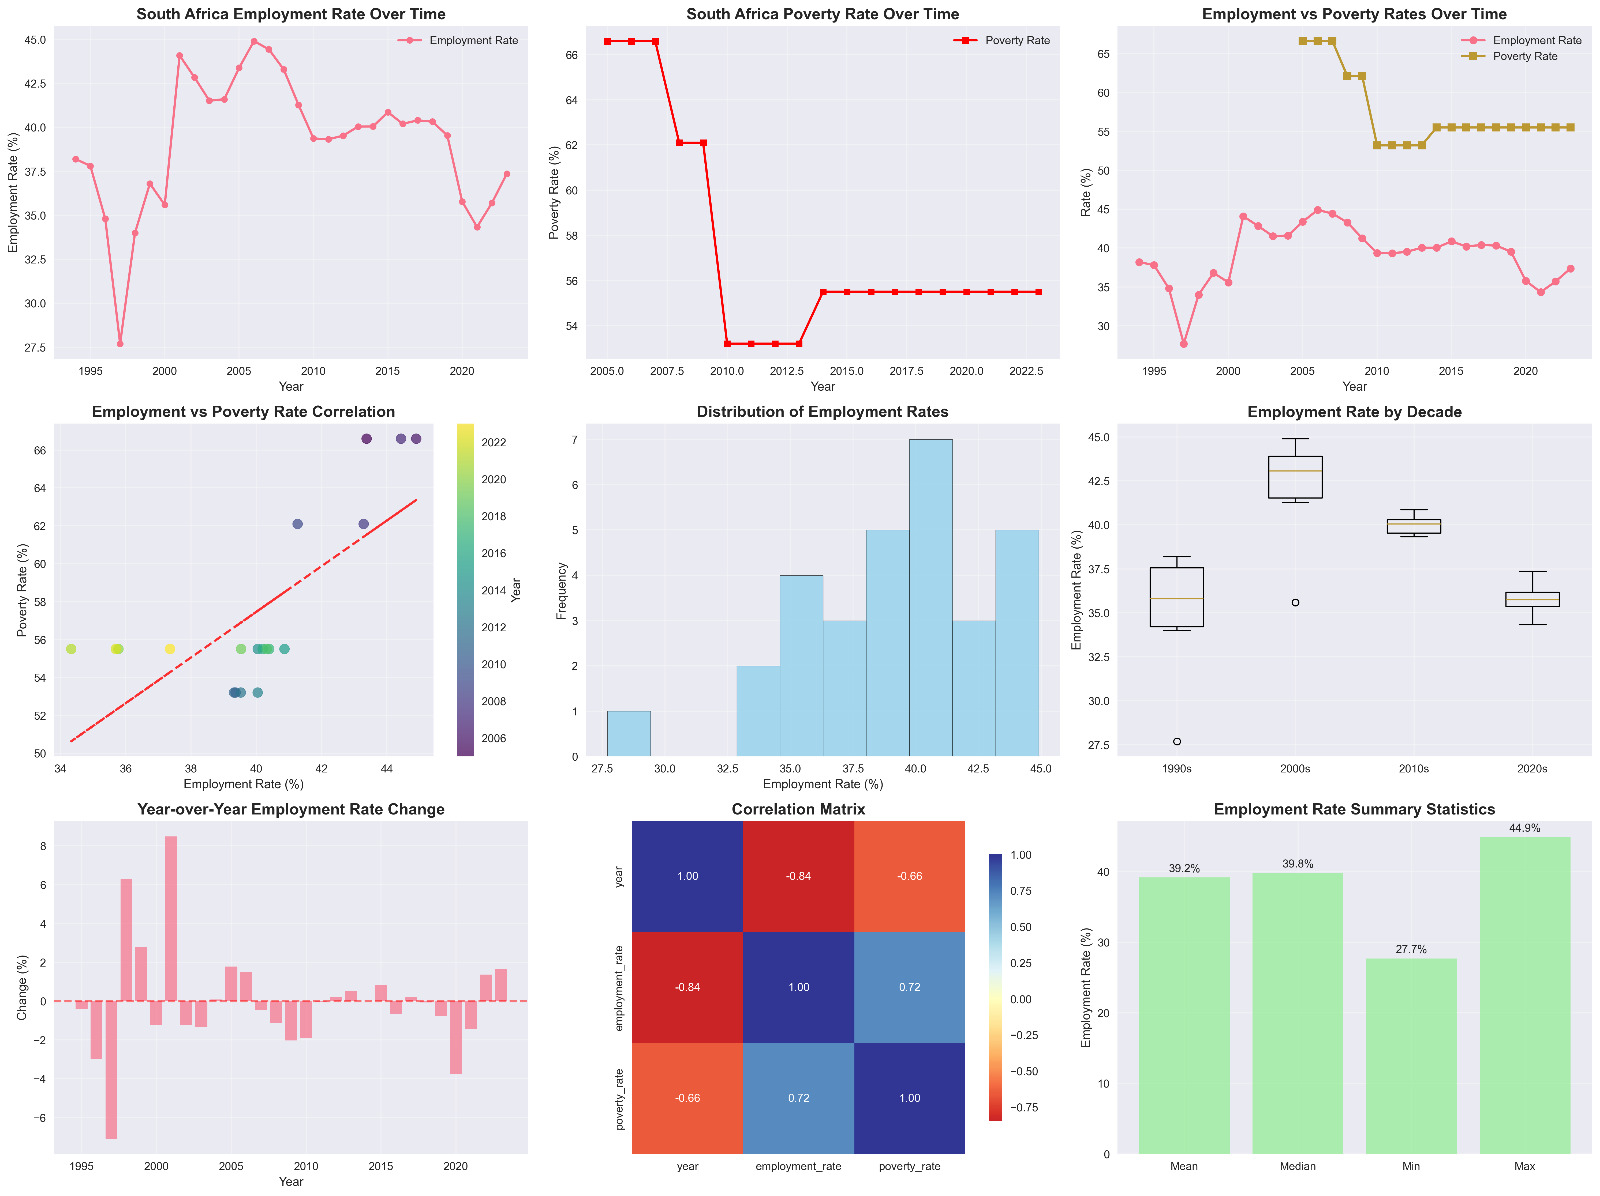 South Africa Employment Rate Over Time
Employment Rate (%)
45.0
42.5
40.0
37.5
35.0
32.5
30.0
27.5
Employment Rate
1995 2000 2005 2010 2015 2020
Year
South Africa Poverty Rate Over Time
Poverty Rate (%)
66
64
62
60
58
56
54
Poverty Rate
2005.0 2007.5 2010.0 2012.5 2015.0 2017.5 2020.0 2022.5
Year
Employment vs Poverty Rates Over Time
Rate (%)
65
60
55
50
45
40
35
30
Employment Rate
Poverty Rate
1995 2000 2005 2010 2015 2020
Year
Employment vs Poverty Rate Correlation
Poverty Rate (%)
66
64
62
60
58
56
54
52
50
34 36 38 40 42 44
Employment Rate (%)
2022
2020
2018
2016
2014
2012
2010
2008
2006
Year
Distribution of Employment Rates
Frequency
7
6
5
4
3
2
1
0
27.5 30.0 32.5 35.0 37.5 40.0 42.5 45.0
Employment Rate (%)
Employment Rate by Decade
Employment Rate (%)
45.0
42.5
40.0
37.5
35.0
32.5
30.0
27.5
1990s 2000s 2010s 2020s
Year-over-Year Employment Rate Change
Change (%)
8
6
4
2
0
−2
−4
−6
1995 2000 2005 2010 2015 2020
Year
Correlation Matrix
year
employment_rate
poverty_rate
1.00 -0.84 -0.66
-0.84 1.00 0.72
-0.66 0.72 1.00
year employment_rate poverty_rate
1.00
0.75
0.50
0.25
0.00
−0.25
−0.50
−0.75
Employment Rate Summary Statistics
Employment Rate (%)
40
30
20
10
0
39.2% 39.8% 27.7% 44.9%
Mean Median Min Max